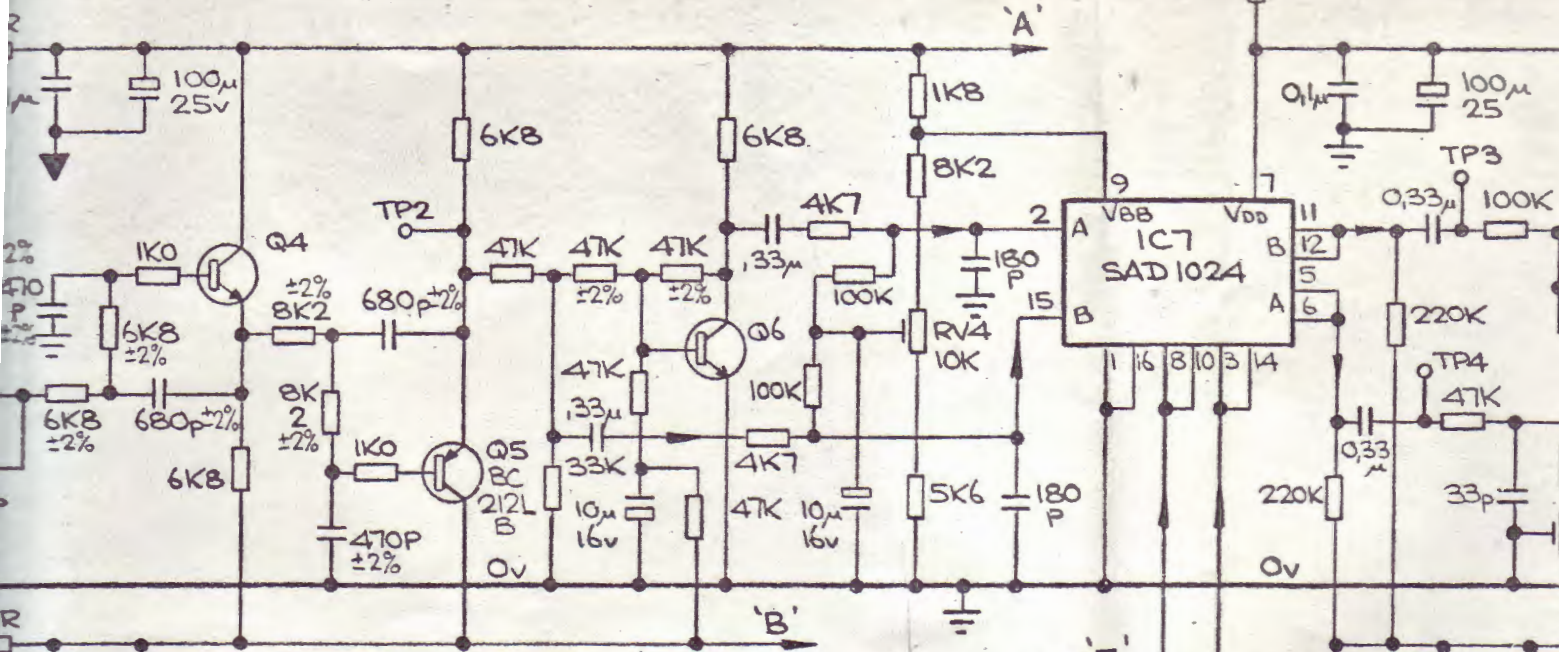 R
'A'
μ
100μ
25v
6K8
6K8
1K8
8K2
0,1μ
100μ
25
TP3
TP2
4K7
2
9
7
11
0,33μ
100K
VBB
VDD
A
B
12
IC7
SAD1024
5
A
6
15
B
2%
1K0
Q4
47K
47K
±2%
47K
±2%
,33μ
180
P
100K
470
P
±2%
±2%
8K2
680p±2%
6K8
±2%
Q6
RV4
10K
220K
1
16
8
10
3
14
TP4
47K
6K8
±2%
680p±2%
8K
2
±2%
47K
,33μ
100K
0,33
μ
6K8
1K0
Q5
BC
212L
B
33K
4K7
10μ
16v
47K
10μ
16v
5K6
180
P
220K
33p
470P
±2%
0v
0v
R
'B'